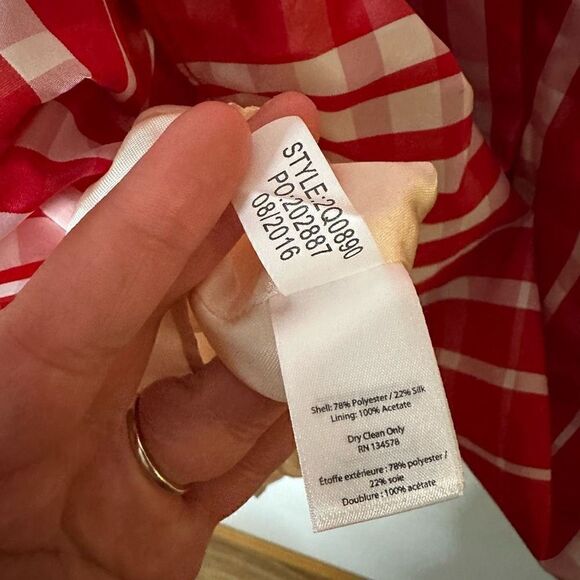 STYLE:2Q0890
PO:202887
08/2016
Shell: 78% Polyester / 22% Silk
Lining: 100% Acetate
Dry Clean Only
RN 134578
Étoffe extérieure : 78% polyester /
22% soie
Doublure : 100% acétate